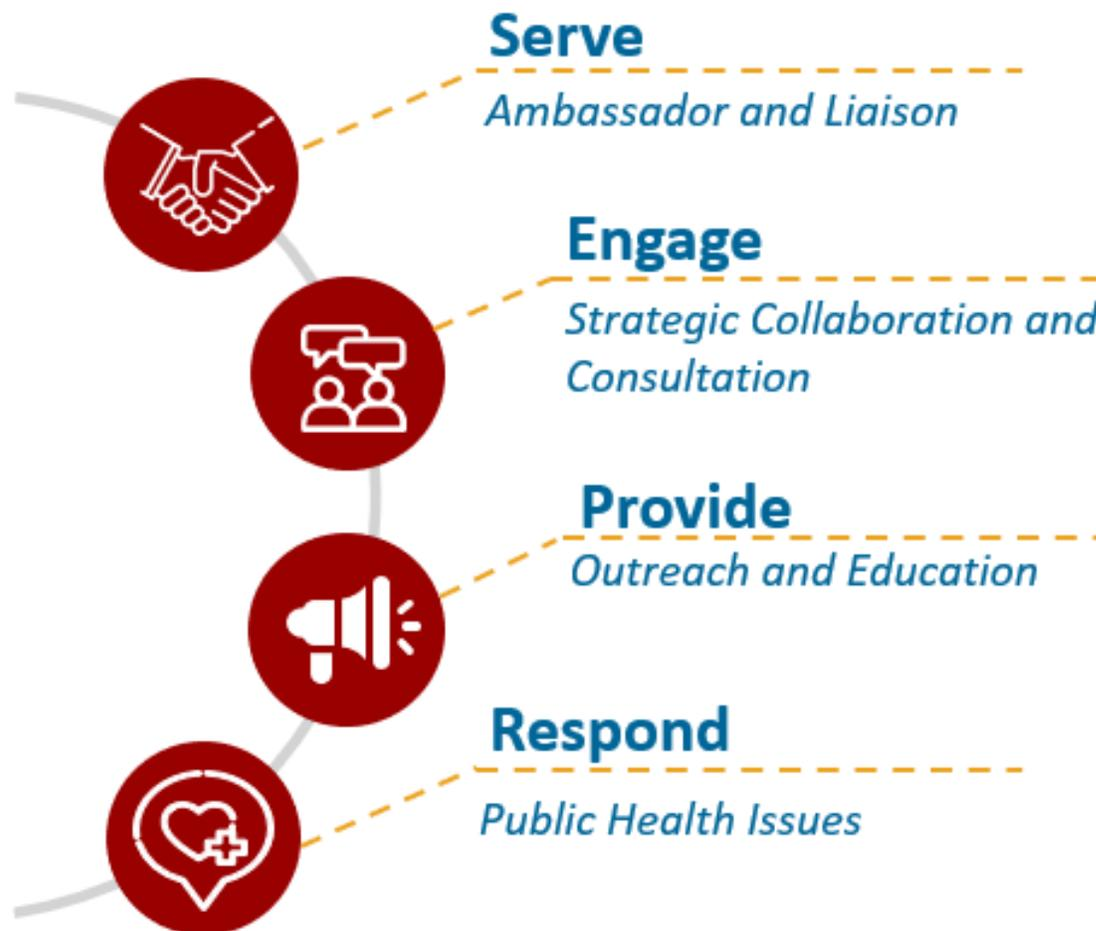 Serve
Ambassador and Liaison
Engage
Strategic Collaboration and
Consultation
Provide
Outreach and Education
Respond
Public Health Issues